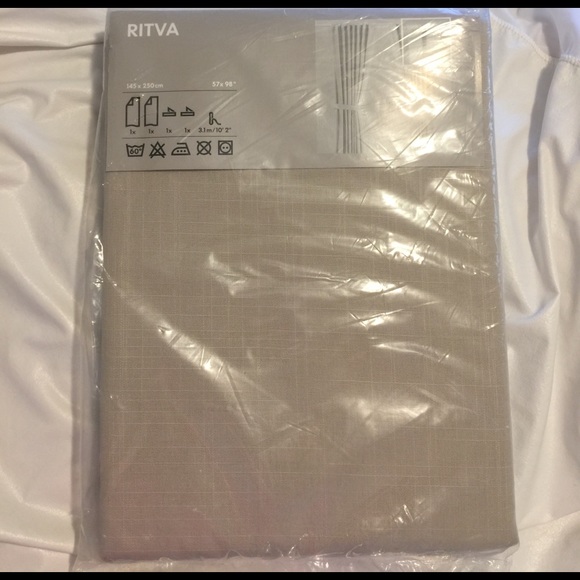 RITVA
145 x 250 cm 57 x 98"
1x 1x 1x 1x 3.1 m/10' 2"
60°